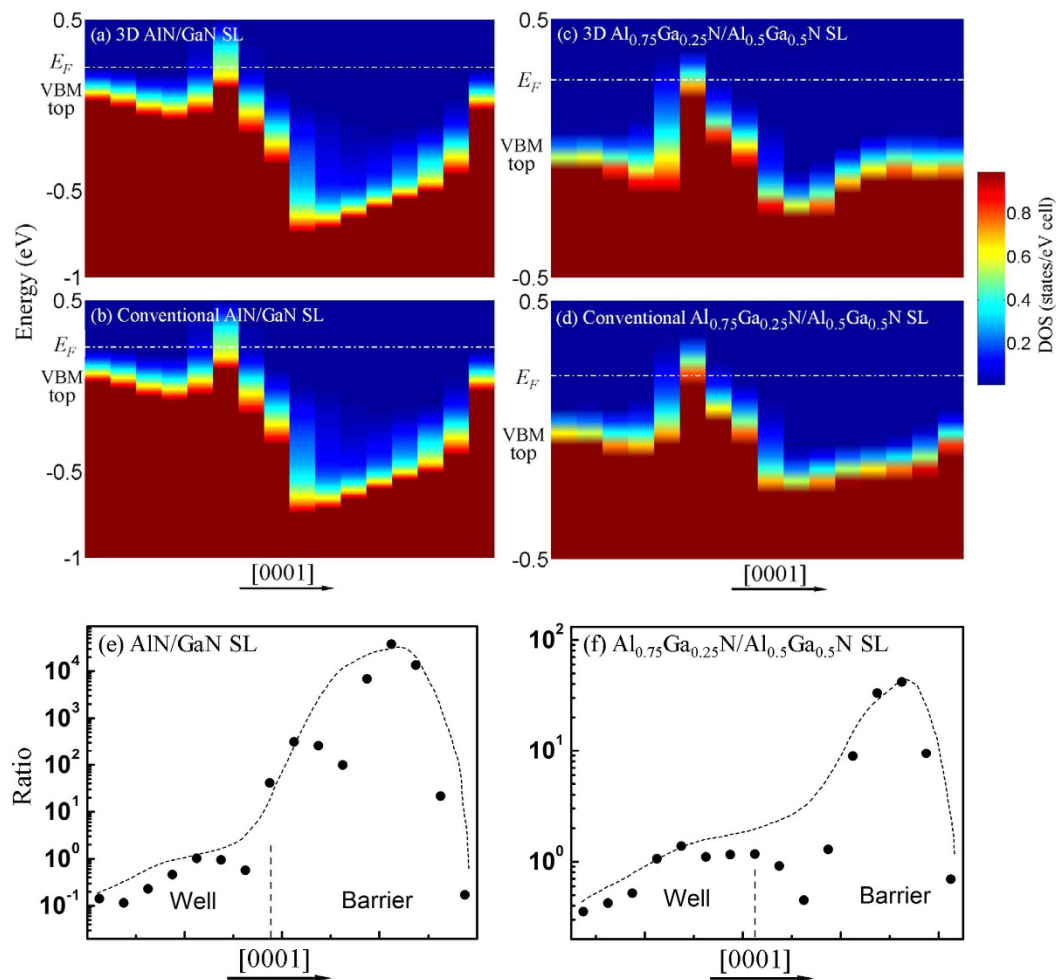 0.5
(a) 3D AlN/GaN SL
E_F
VBM
top
-0.5
-1
0.5
(c) 3D Al0.75Ga0.25N/Al0.5Ga0.5N SL
E_F
VBM
top
-0.5
Energy (eV)
0.5
(b) Conventional AlN/GaN SL
E_F
VBM
top
-0.5
-1
[0001]
0.5
(d) Conventional Al0.75Ga0.25N/Al0.5Ga0.5N SL
E_F
VBM
top
-0.5
[0001]
0.8
0.6
0.4
0.2
DOS (states/eV cell)
(e) AlN/GaN SL
10^4
10^3
10^2
10^1
10^0
10^-1
Ratio
Well
Barrier
[0001]
(f) Al0.75Ga0.25N/Al0.5Ga0.5N SL
10^2
10^1
10^0
Well
Barrier
[0001]